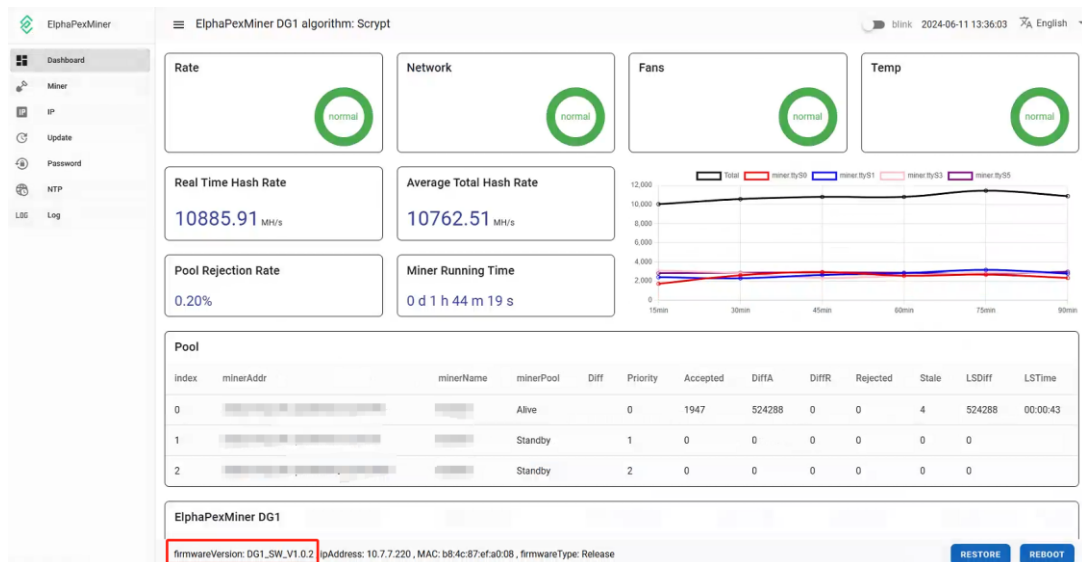 ElphaPexMiner
ElphaPexMiner DG1 algorithm: Scrypt
blink 2024-06-11 13:36:03 English
Dashboard
Miner
IP
Update
Password
NTP
LOG Log
Rate
normal
Network
normal
Fans
normal
Temp
normal
Real Time Hash Rate
10885.91 MH/s
Average Total Hash Rate
10762.51 MH/s
Pool Rejection Rate
0.20%
Miner Running Time
0 d 1 h 44 m 19 s
Total miner.ttyS0 miner.ttyS1 miner.ttyS3 miner.ttyS5
12,000
10,000
8,000
6,000
4,000
2,000
0
15min 30min 45min 60min 75min 90min
Pool
index minerAddr minerName minerPool Diff Priority Accepted DiffA DiffR Rejected Stale LSDiff LSTime
0 Alive 0 1947 524288 0 0 4 524288 00:00:43
1 Standby 1 0 0 0 0 0 0
2 Standby 2 0 0 0 0 0 0
ElphaPexMiner DG1
firmwareVersion: DG1_SW_V1.0.2 ipAddress: 10.7.7.220 , MAC: b8:4c:87:ef:a0:08 , firmwareType: Release
RESTORE REBOOT